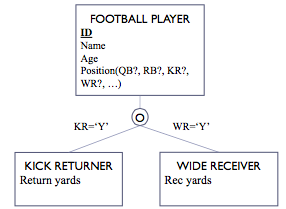 FOOTBALL PLAYER
ID
Name
Age
Position(QB?, RB?, KR?,
WR?, ...)
O
KR='Y'
WR='Y'
KICK RETURNER
Return yards
WIDE RECEIVER
Rec yards